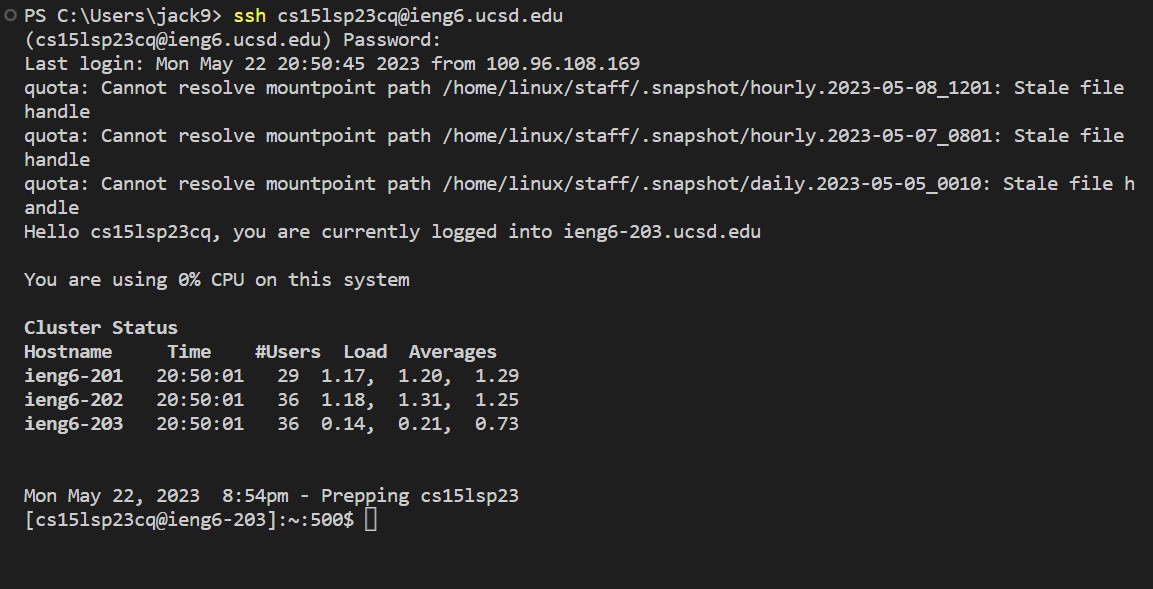 PS C:\Users\jack9> ssh cs15lsp23cq@ieng6.ucsd.edu
(cs15lsp23cq@ieng6.ucsd.edu) Password:
Last login: Mon May 22 20:50:45 2023 from 100.96.108.169
quota: Cannot resolve mountpoint path /home/linux/staff/.snapshot/hourly.2023-05-08_1201: Stale file
handle
quota: Cannot resolve mountpoint path /home/linux/staff/.snapshot/hourly.2023-05-07_0801: Stale file
handle
quota: Cannot resolve mountpoint path /home/linux/staff/.snapshot/daily.2023-05-05_0010: Stale file h
andle
Hello cs15lsp23cq, you are currently logged into ieng6-203.ucsd.edu
You are using 0% CPU on this system
Cluster Status
Hostname     Time    #Users  Load  Averages
ieng6-201   20:50:01   29  1.17,  1.20,  1.29
ieng6-202   20:50:01   36  1.18,  1.31,  1.25
ieng6-203   20:50:01   36  0.14,  0.21,  0.73
Mon May 22, 2023  8:54pm - Prepping cs15lsp23
[cs15lsp23cq@ieng6-203]:~:500$